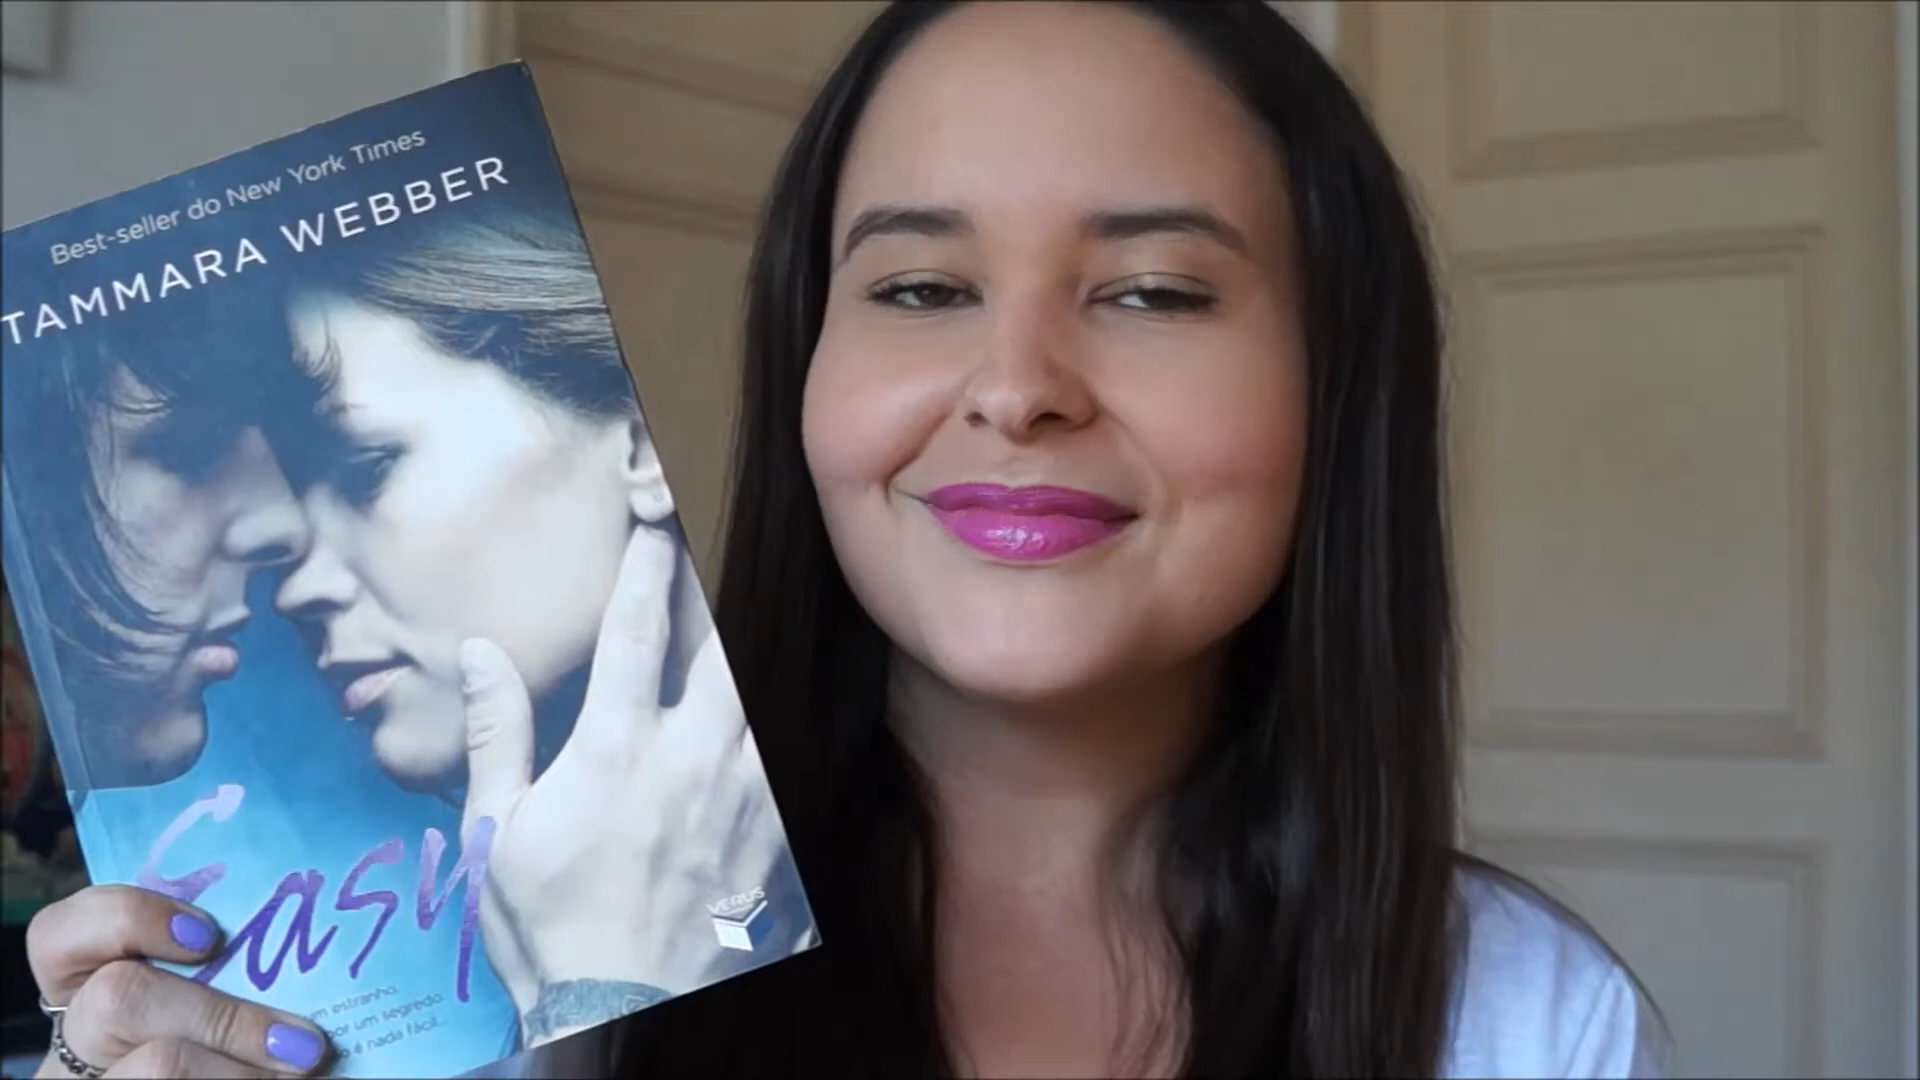 Best-seller do New York Times
TAMMARA WEBBER
Easy
VERUS
um estranho.
por um segredo.
é nada fácil...